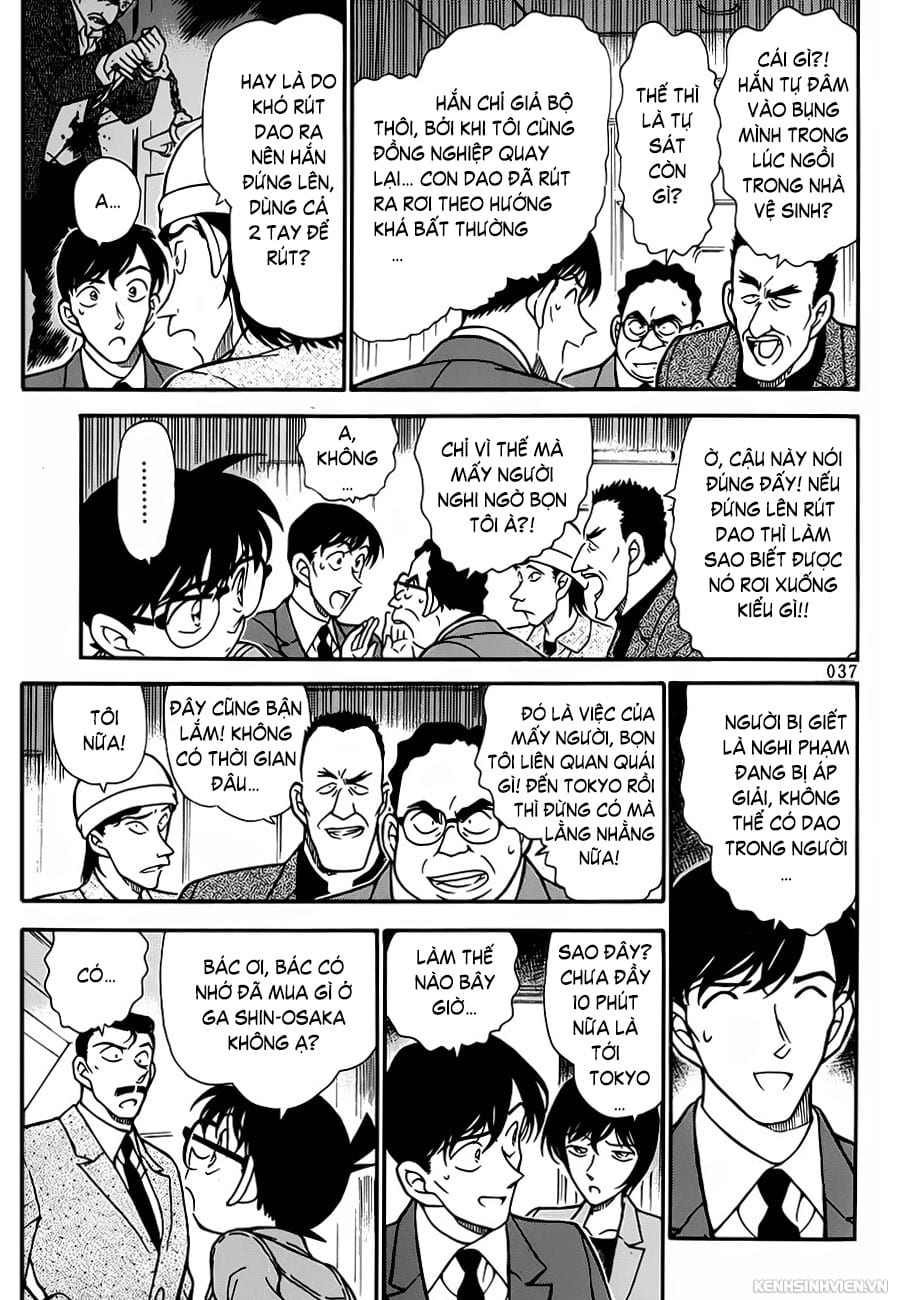 CÁI GÌ?!
HẮN TỰ ĐÂM
VÀO BỤNG
MÌNH TRONG
LÚC NGỒI
TRONG NHÀ
VỆ SINH?
THẾ THÌ
LÀ TỰ
SÁT
CÒN
GÌ?
HẮN CHỈ GIẢ BỘ
THÔI, BỞI KHI TÔI CÙNG
ĐỒNG NGHIỆP QUAY
LẠI... CON DAO ĐÃ RÚT
RA RƠI THEO HƯỚNG
KHÁ BẤT THƯỜNG
...
HAY LÀ DO
KHÓ RÚT
DAO RA
NÊN HẮN
ĐỨNG LÊN,
DÙNG CẢ
2 TAY ĐỂ
RÚT?
A...
Ờ, CẬU NÀY NÓI
ĐÚNG ĐẤY! NẾU
ĐỨNG LÊN RÚT
DAO THÌ LÀM
SAO BIẾT ĐƯỢC
NÓ RƠI XUỐNG
KIỂU GÌ!!
CHỈ VÌ THẾ MÀ
MẤY NGƯỜI
NGHI NGỜ BỌN
TÔI À?!
A,
KHÔNG
...
.........
037
NGƯỜI BỊ GIẾT
LÀ NGHI PHẠM
ĐANG BỊ ÁP
GIẢI, KHÔNG
THỂ CÓ DAO
TRONG NGƯỜI
...
ĐÓ LÀ VIỆC CỦA
MẤY NGƯỜI, BỌN
TÔI LIÊN QUAN QUÁI
GÌ! ĐẾN TOKYO RỒI
THÌ ĐỪNG CÓ MÀ
LẰNG NHẰNG
NỮA!
ĐÂY CŨNG BẬN
LẮM! KHÔNG
CÓ THỜI GIAN
ĐÂU...
TÔI
NỮA!
SAO ĐÂY?
CHƯA ĐẦY
10 PHÚT
NỮA LÀ
TỚI
TOKYO
...
LÀM THẾ
NÀO BÂY
GIỜ...
BÁC ƠI, BÁC CÓ
NHỚ ĐÃ MUA GÌ Ở
GA SHIN-OSAKA
KHÔNG Ạ?
CÓ...
KENHSINHVIEN.VN